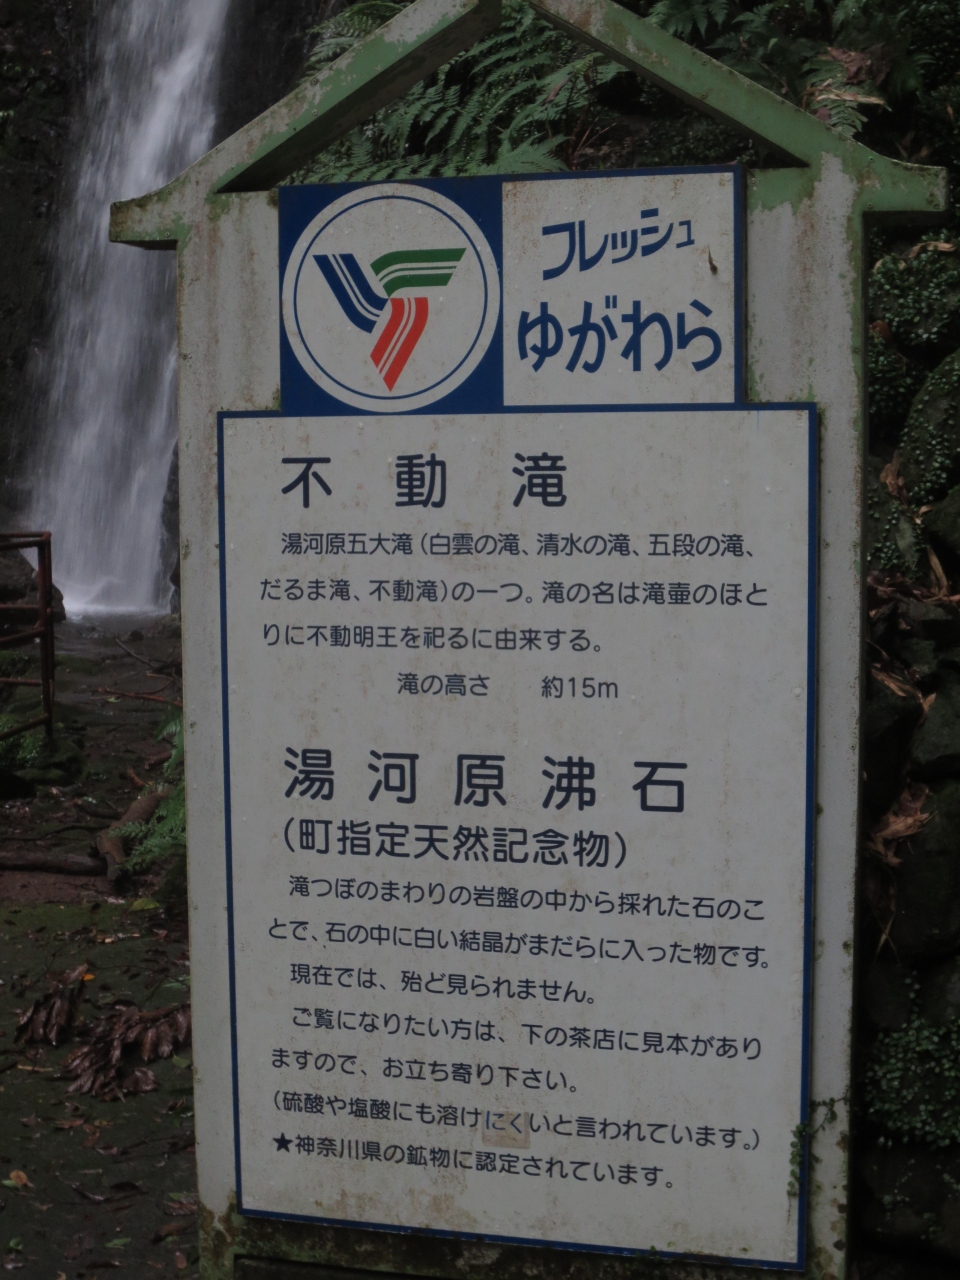 フレッシュ
ゆがわら
不動滝
湯河原五大滝(白雲の滝、清水の滝、五段の滝、
だるま滝、不動滝)の一つ。滝の名は滝壷のほと
りに不動明王を祀るに由来する。
滝の高さ 約15m
湯河原沸石
(町指定天然記念物)
滝つぼのまわりの岩盤の中から採れた石のこ
とで、石の中に白い結晶がまだらに入った物です。
現在では、殆ど見られません。
ご覧になりたい方は、下の茶店に見本があり
ますので、お立ち寄り下さい。
(硫酸や塩酸にも溶けにくいと言われています。)
★神奈川県の鉱物に認定されています。